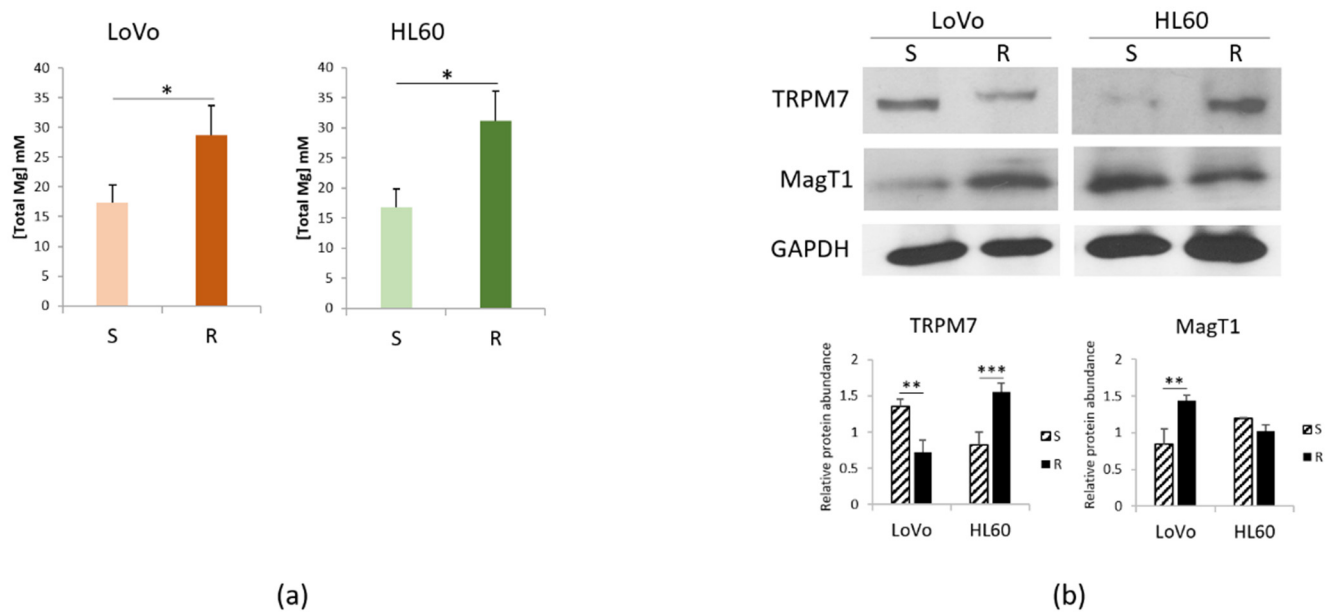 LoVo
HL60
[Total Mg] mM
40
35
30
25
20
15
10
5
0
*
S
R
[Total Mg] mM
40
35
30
25
20
15
10
5
0
*
S
R
(a)
LoVo
HL60
S
R
S
R
TRPM7
MagT1
GAPDH
TRPM7
Relative protein abundance
2
1.5
1
0.5
0
**
***
LoVo
HL60
S
R
MagT1
Relative protein abundance
2
1.5
1
0.5
0
**
LoVo
HL60
S
R
(b)